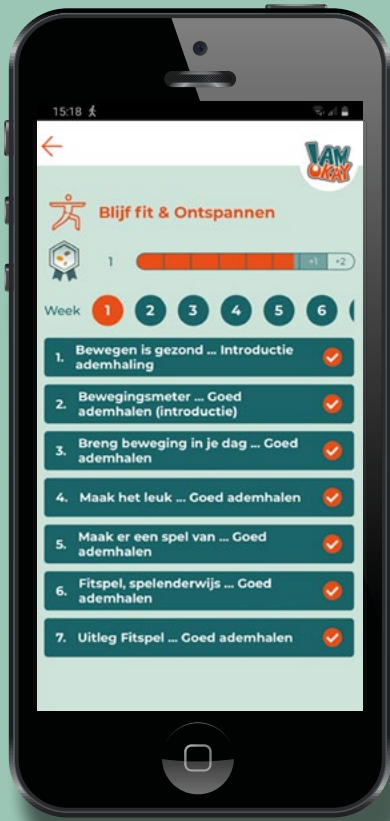 15:18
I AM
OKAY
Blijf fit & Ontspannen
1 +1 +2
Week 1 2 3 4 5 6
1. Bewegen is gezond ... Introductie
ademhaling
2. Bewegingsmeter ... Goed
ademhalen (introductie)
3. Breng beweging in je dag ... Goed
ademhalen
4. Maak het leuk ... Goed ademhalen
5. Maak er een spel van ... Goed
ademhalen
6. Fitspel, spelenderwijs ... Goed
ademhalen
7. Uitleg Fitspel ... Goed ademhalen